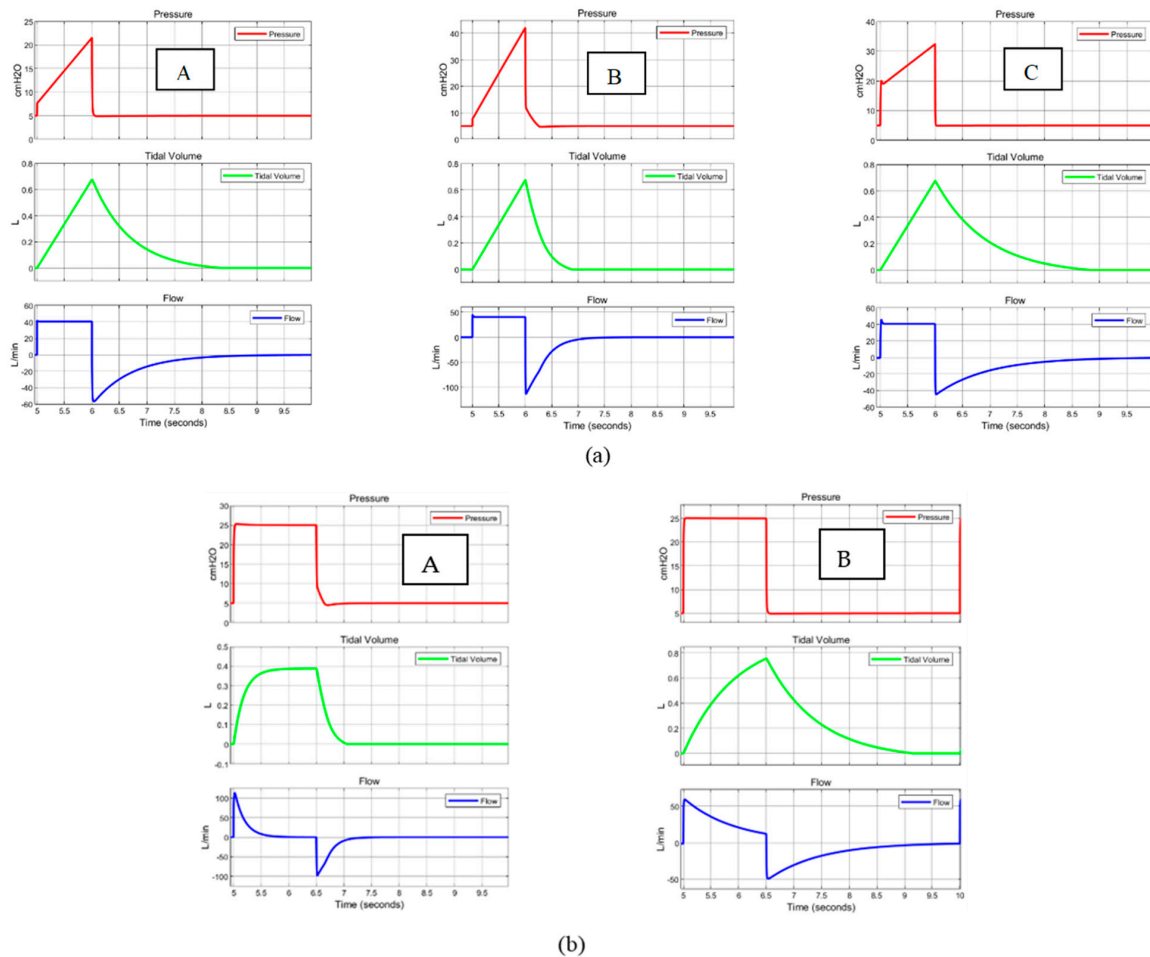 Pressure
25
20
15
10
5
0
cmH2O
Pressure
A
Tidal Volume
0.8
0.6
0.4
0.2
0
L
Tidal Volume
Flow
60
40
20
0
-20
-40
-60
L/min
Flow
5 5.5 6 6.5 7 7.5 8 8.5 9 9.5
Time (seconds)
Pressure
40
30
20
10
0
cmH2O
Pressure
B
Tidal Volume
0.8
0.6
0.4
0.2
0
L
Tidal Volume
Flow
50
0
-50
-100
L/min
Flow
5 5.5 6 6.5 7 7.5 8 8.5 9 9.5
Time (seconds)
Pressure
40
30
20
10
0
cmH2O
Pressure
C
Tidal Volume
0.8
0.6
0.4
0.2
0
L
Tidal Volume
Flow
60
40
20
0
-20
-40
-60
L/min
Flow
5 5.5 6 6.5 7 7.5 8 8.5 9 9.5
Time (seconds)
(a)
Pressure
30
25
20
15
10
5
0
cmH2O
Pressure
A
Tidal Volume
0.5
0.4
0.3
0.2
0.1
0
-0.1
L
Tidal Volume
Flow
100
50
0
-50
-100
L/min
Flow
5 5.5 6 6.5 7 7.5 8 8.5 9 9.5
Time (seconds)
Pressure
25
20
15
10
5
cmH2O
Pressure
B
Tidal Volume
0.8
0.6
0.4
0.2
0
L
Tidal Volume
Flow
50
0
-50
L/min
Flow
5 5.5 6 6.5 7 7.5 8 8.5 9 9.5 10
Time (seconds)
(b)